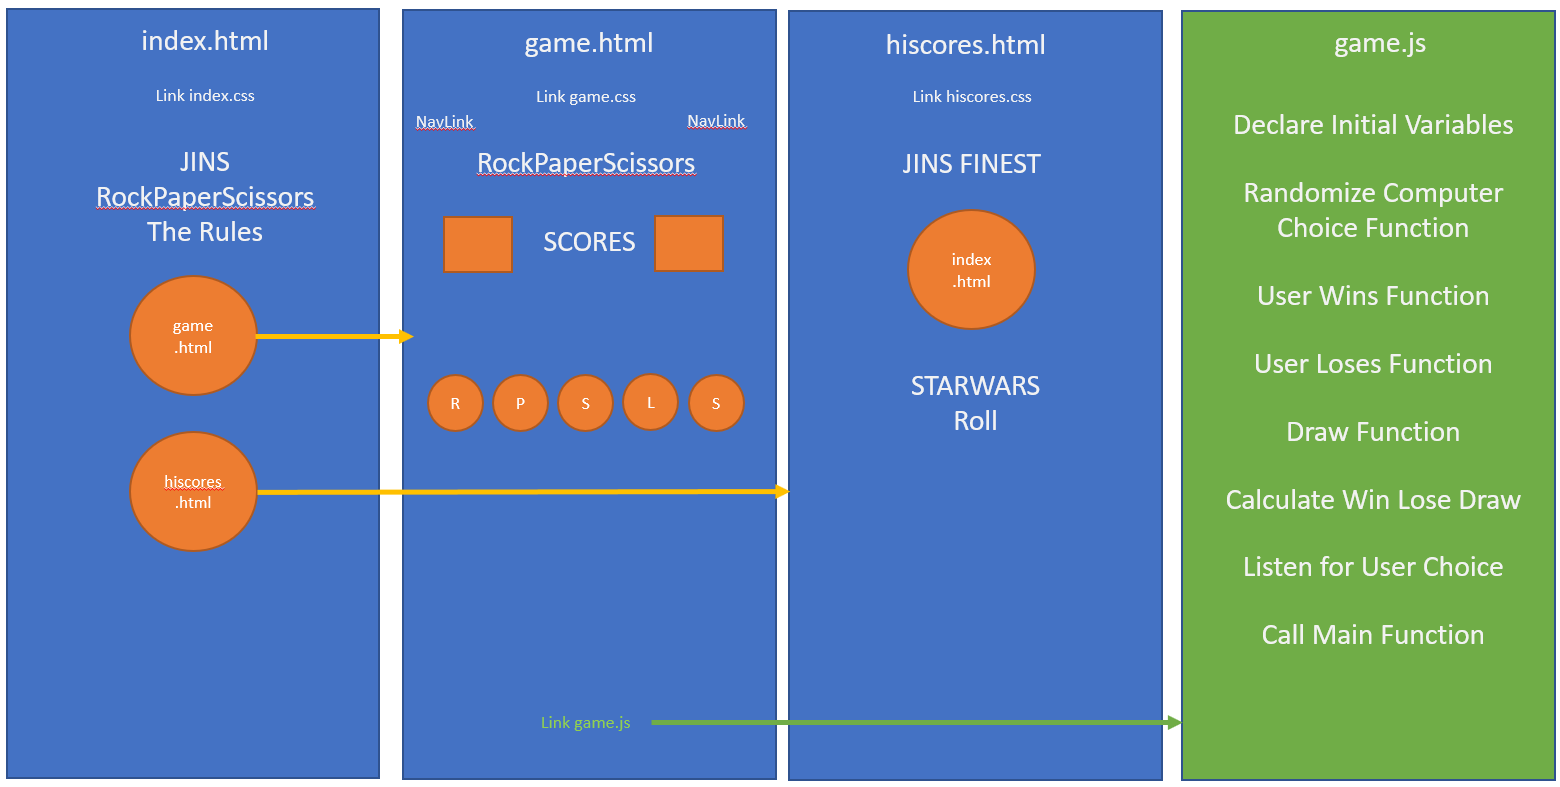 index.html
Link index.css
JINS
RockPaperScissors
The Rules
game
.html
hiscores
.html
game.html
Link game.css
NavLink
NavLink
RockPaperScissors
SCORES
R
P
S
L
S
Link game.js
hiscores.html
Link hiscores.css
JINS FINEST
index
.html
STARWARS
Roll
game.js
Declare Initial Variables
Randomize Computer
Choice Function
User Wins Function
User Loses Function
Draw Function
Calculate Win Lose Draw
Listen for User Choice
Call Main Function